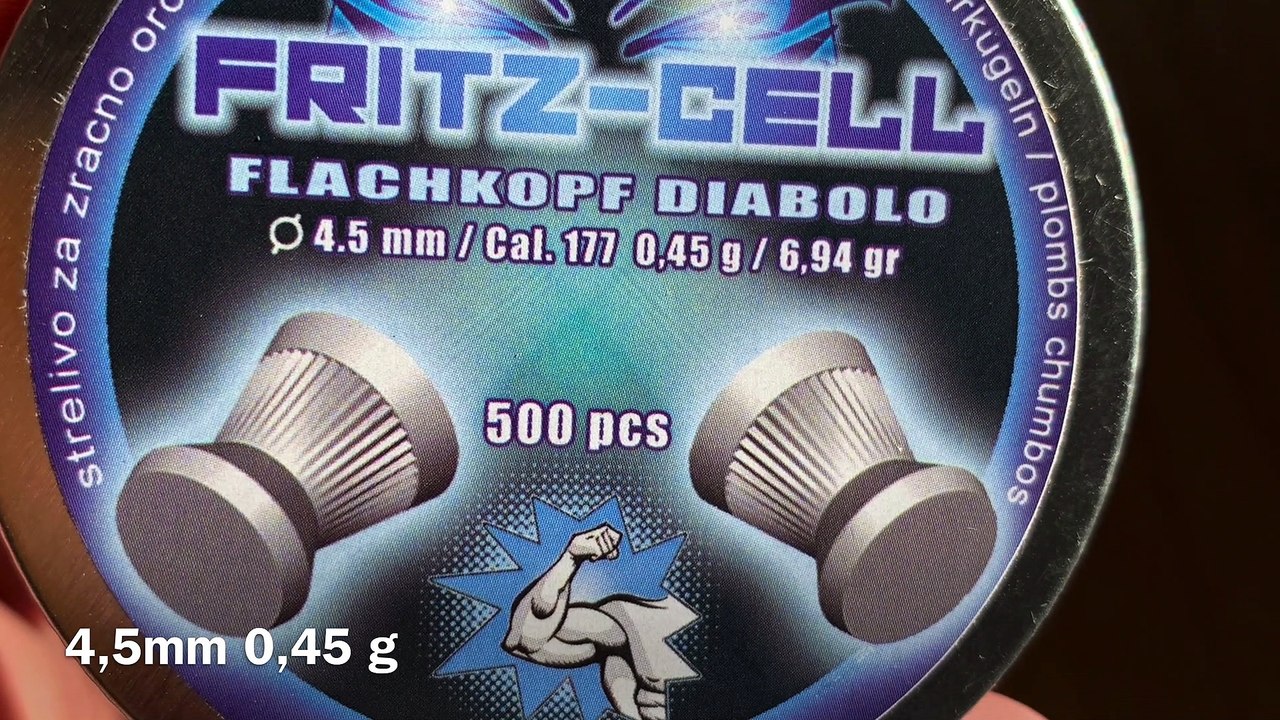 FRITZ-CELL
FLACHKOPF DIABOLO
Ø 4.5 mm / Cal. 177 0,45 g / 6,94 gr
500 pcs
strelivo za zracno
/ plombs chumbos
4,5mm 0,45 g